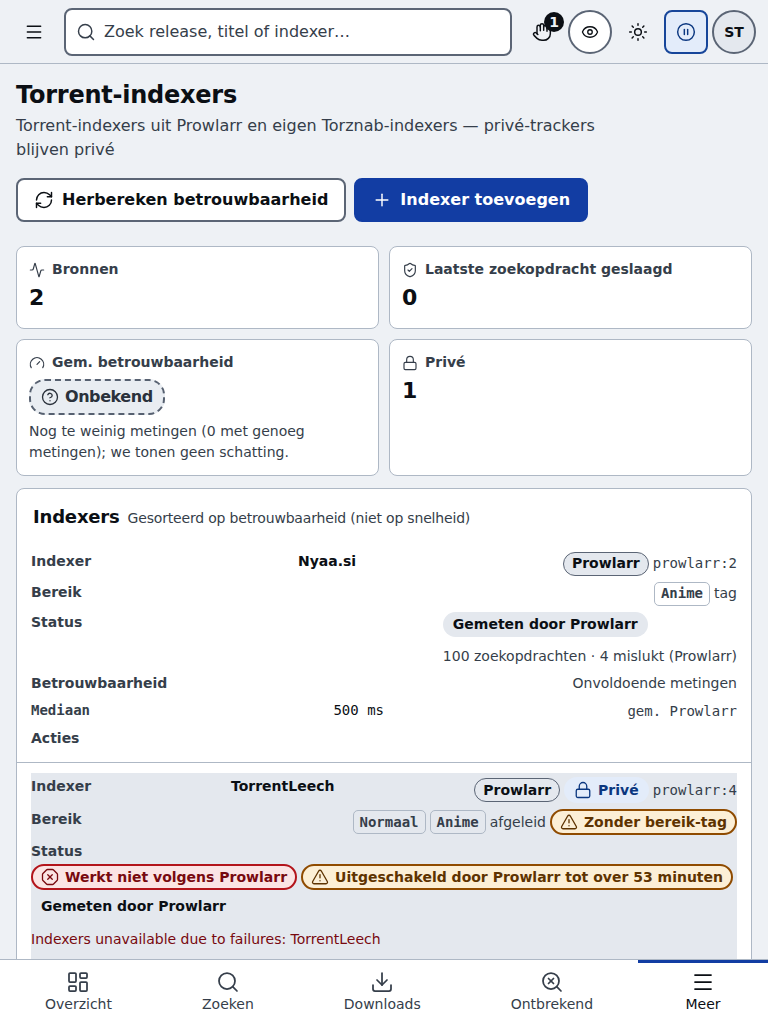 Zoek release, titel of indexer…
1
ST
Torrent-indexers
Torrent-indexers uit Prowlarr en eigen Torznab-indexers — privé-trackers
blijven privé
Herbereken betrouwbaarheid
Indexer toevoegen
Bronnen
2
Laatste zoekopdracht geslaagd
0
Gem. betrouwbaarheid
Onbekend
Nog te weinig metingen (0 met genoeg
metingen); we tonen geen schatting.
Privé
1
Indexers Gesorteerd op betrouwbaarheid (niet op snelheid)
Indexer Nyaa.si Prowlarr prowlarr:2
Bereik Anime tag
Status Gemeten door Prowlarr
100 zoekopdrachten · 4 mislukt (Prowlarr)
Betrouwbaarheid Onvoldoende metingen
Mediaan 500 ms gem. Prowlarr
Acties
Indexer TorrentLeech Prowlarr Privé prowlarr:4
Bereik Normaal Anime afgeleid Zonder bereik-tag
Status
Werkt niet volgens Prowlarr Uitgeschakeld door Prowlarr tot over 53 minuten
Gemeten door Prowlarr
Indexers unavailable due to failures: TorrentLeech
Overzicht Zoeken Downloads Ontbrekend Meer